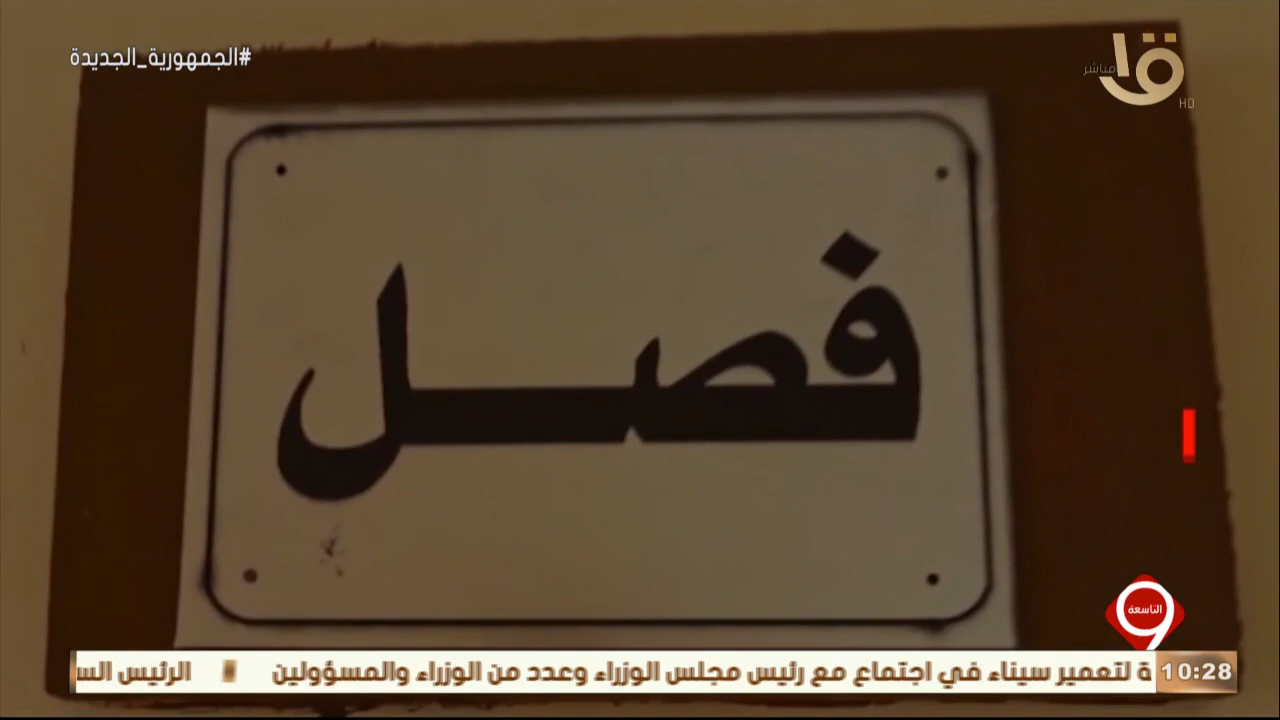 #الجمهورية_الجديدة
مباشر
HD
فصل
التاسعة
9
10:28
ة لتعمير سيناء في اجتماع مع رئيس مجلس الوزراء وعدد من الوزراء والمسؤولين
الرئيس الس